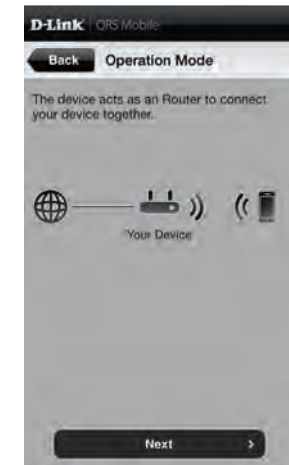 D-Link QRS Mobile
Back Operation Mode
The device acts as an Router to connect
your device together.
Your Device
Next